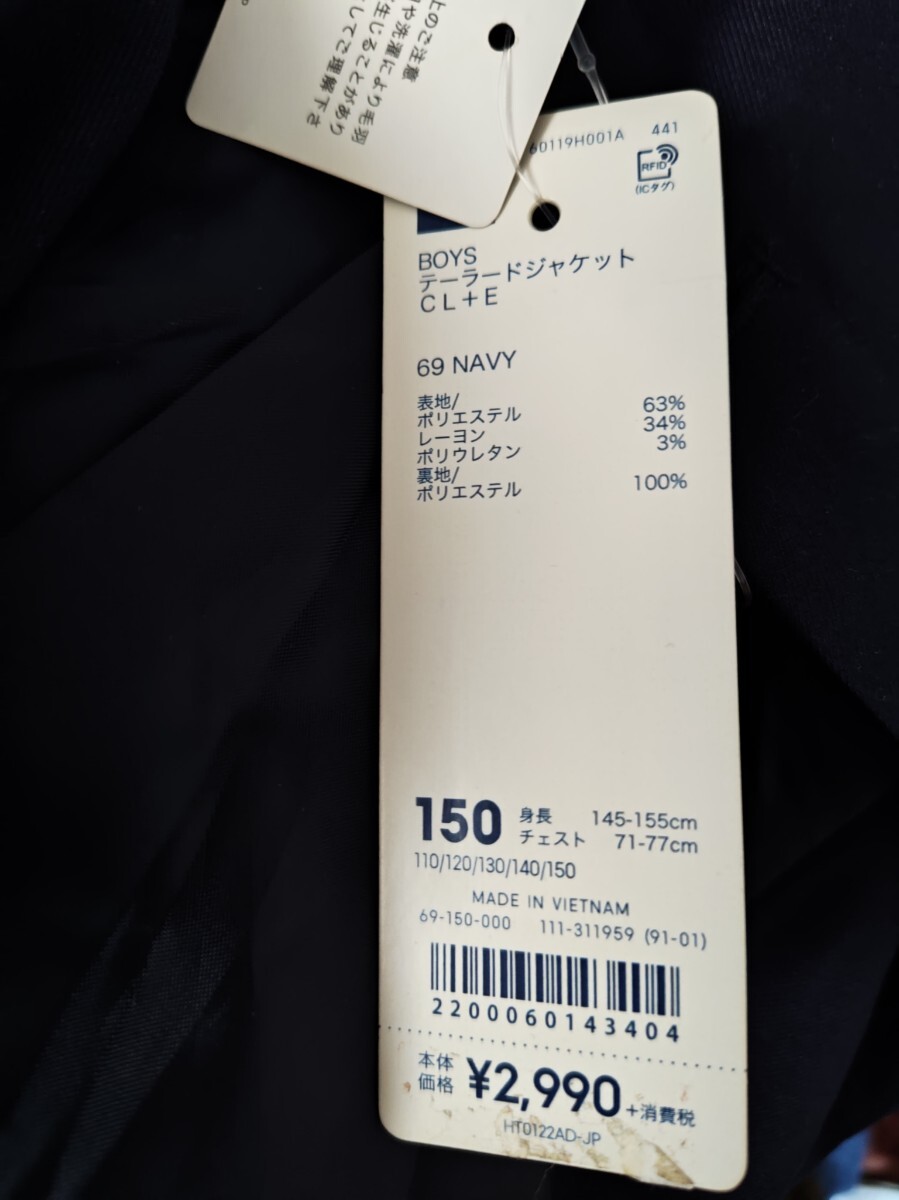 上のご注意
や洗濯により毛羽
生じることがあり
してご理解下さ
60119H001A 441
RFID
(ICタグ)
BOYS
テーラードジャケット
CL+E
69 NAVY
表地/
ポリエステル 63%
レーヨン 34%
ポリウレタン 3%
裏地/
ポリエステル 100%
150 身長 145-155cm
チェスト 71-77cm
110/120/130/140/150
MADE IN VIETNAM
69-150-000 111-311959 (91-01)
2200060143404
本体価格 ¥2,990 +消費税
HT0122AD-JP